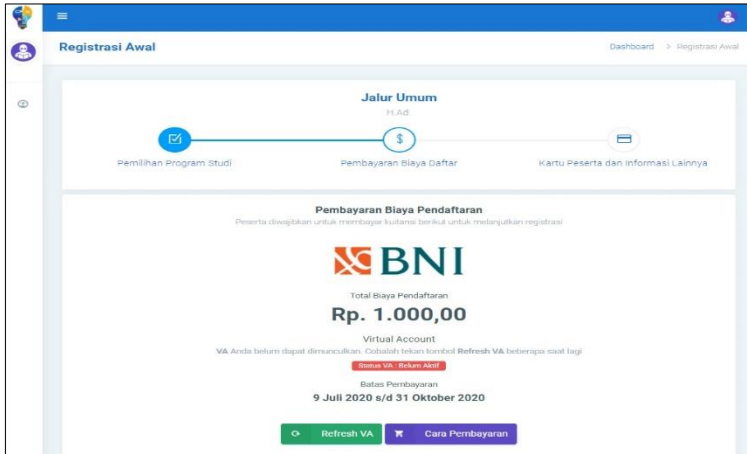 Registrasi Awal
Dashboard > Registrasi Awal
Jalur Umum
H.Ad
$
Pemilihan Program Studi
Pembayaran Biaya Daftar
Kartu Peserta dan Informasi Lainnya
Pembayaran Biaya Pendaftaran
Peserta diwajibkan untuk membayar kuitansi berikut untuk melanjutkan registrasi
BNI
Total Biaya Pendaftaran
Rp. 1.000,00
Virtual Account
VA Anda belum dapat dimunculkan. Cobalah tekan tombol Refresh VA beberapa saat lagi
Status VA : Belum Aktif
Batas Pembayaran
9 Juli 2020 s/d 31 Oktober 2020
Refresh VA
Cara Pembayaran